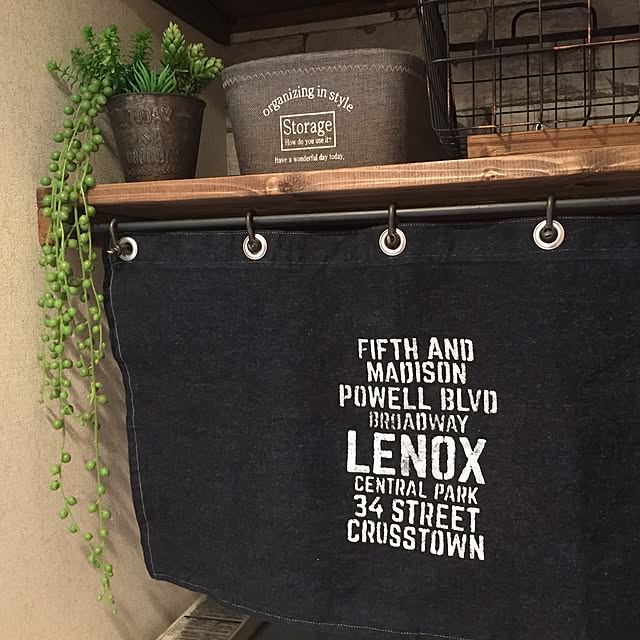 organizing in style
Storage
How do you use it?
Have a wonderful day today.
FIFTH AND
MADISON
POWELL BLVD
BROADWAY
LENOX
CENTRAL PARK
34 STREET
CROSSTOWN